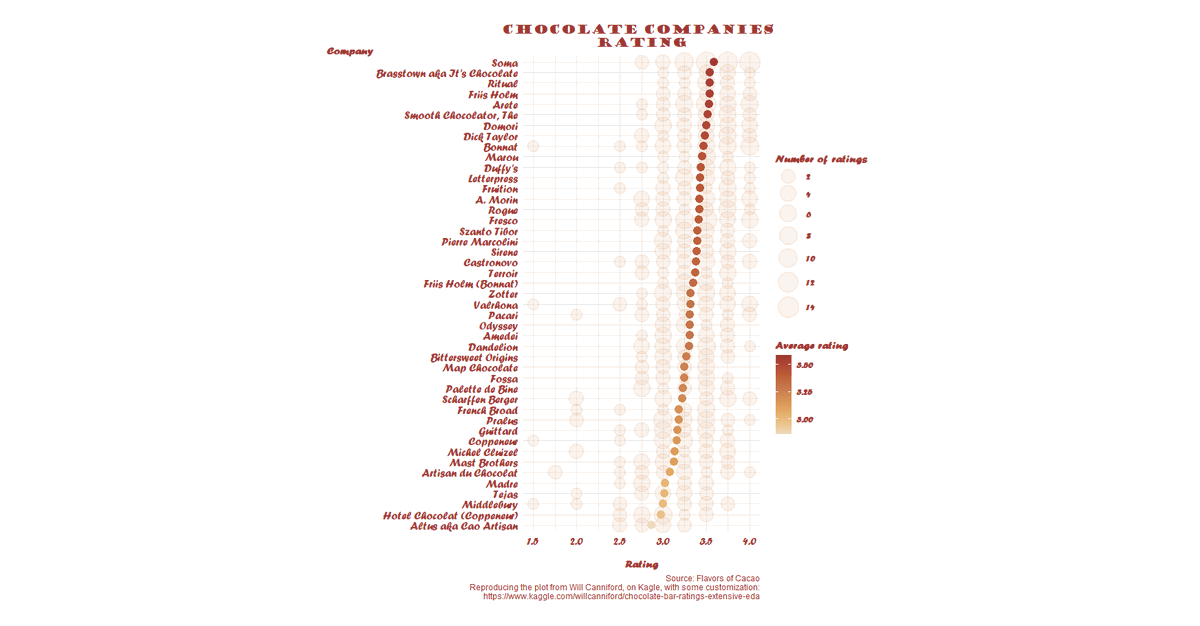 CHOCOLATE COMPANIES
RATING
Company
Soma
Brasstown aka It's Chocolate
Ritual
Friis Holm
Arete
Smooth Chocolator, The
Domori
Dick Taylor
Bonnat
Marou
Duffy's
Letterpress
Fruition
A. Morin
Rogue
Fresco
Szanto Tibor
Pierre Marcolini
Sirene
Castronovo
Terroir
Friis Holm (Bonnat)
Zotter
Valrhona
Pacari
Odyssey
Amedei
Dandelion
Bittersweet Origins
Map Chocolate
Fossa
Palette de Bine
Scharffen Berger
French Broad
Pralus
Guittard
Coppeneur
Michel Cluizel
Mast Brothers
Artisan du Chocolat
Madre
Tejas
Middlebury
Hotel Chocolat (Coppeneur)
Altus aka Cao Artisan
1.5 2.0 2.5 3.0 3.5 4.0
Rating
Number of ratings
2
4
6
8
10
12
14
Average rating
3.50
3.25
3.00
Source: Flavors of Cacao
Reproducing the plot from Will Canniford, on Kagle, with some customization:
https://www.kaggle.com/willcanniford/chocolate-bar-ratings-extensive-eda